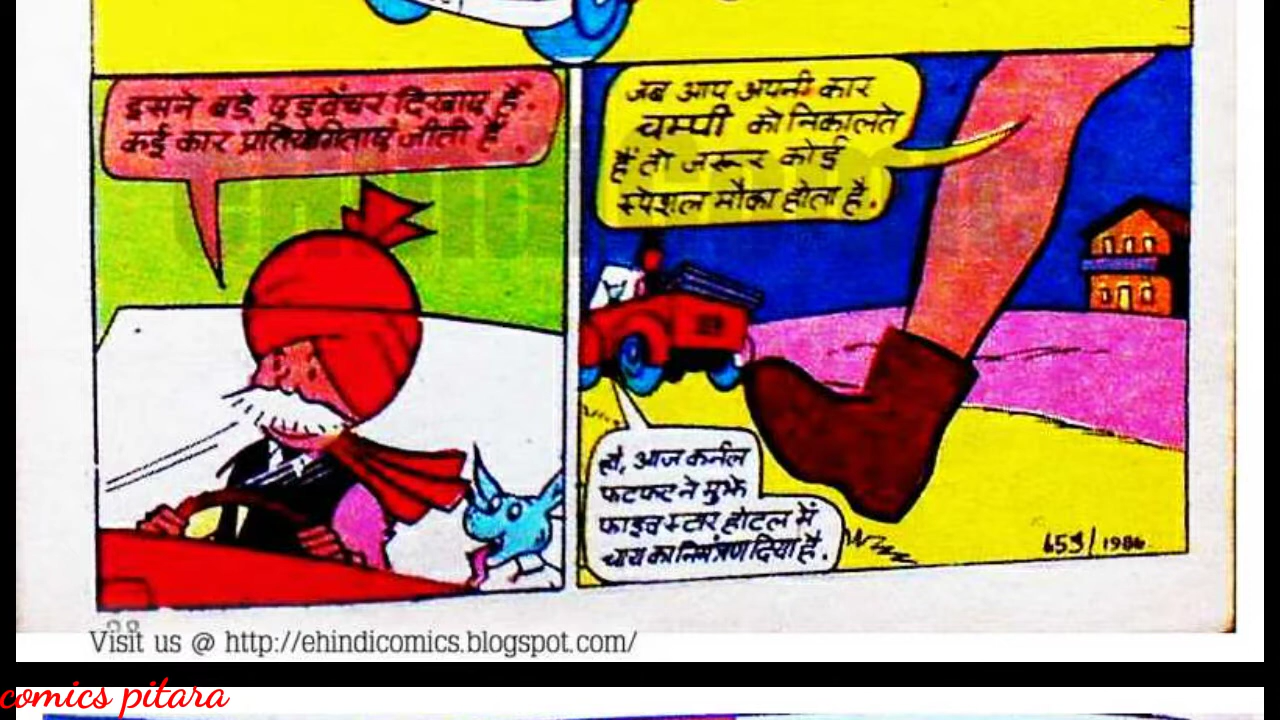 इसने बडे एडवेंचर दिखाए हैं.
कई कार प्रतियोगिताएं जीती हैं.
जब आप अपनी कार
चम्पी को निकालते
हैं तो जरूर कोई
स्पेशल मौका होता है.
हाँ, आज कर्नल
फटफट ने मुझे
फाइव स्टार होटल में
चाय का निमंत्रण दिया है.
653/1986
28
Visit us @ http://ehindicomics.blogspot.com/
comics pitara